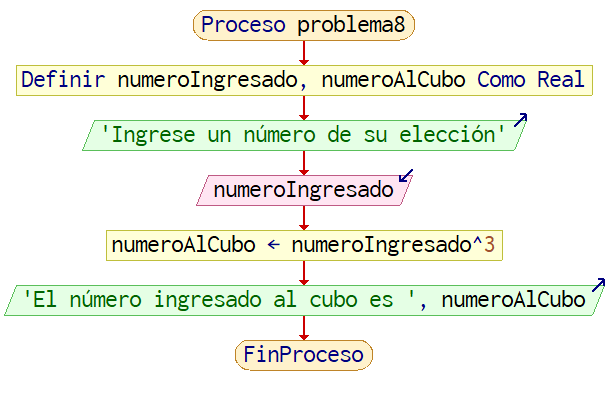 Proceso problema8
Definir numeroIngresado, numeroAlCubo Como Real
'Ingrese un número de su elección'
numeroIngresado
numeroAlCubo ← numeroIngresado^3
'El número ingresado al cubo es ', numeroAlCubo
FinProceso